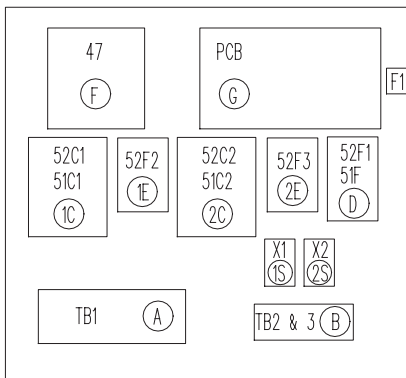 47
PCB
F
G
F1
52C1
51C1
1C
52F2
1E
52C2
51C2
2C
52F3
2E
52F1
51F
D
X1
1S
X2
2S
TB1 A
TB2 & 3 B